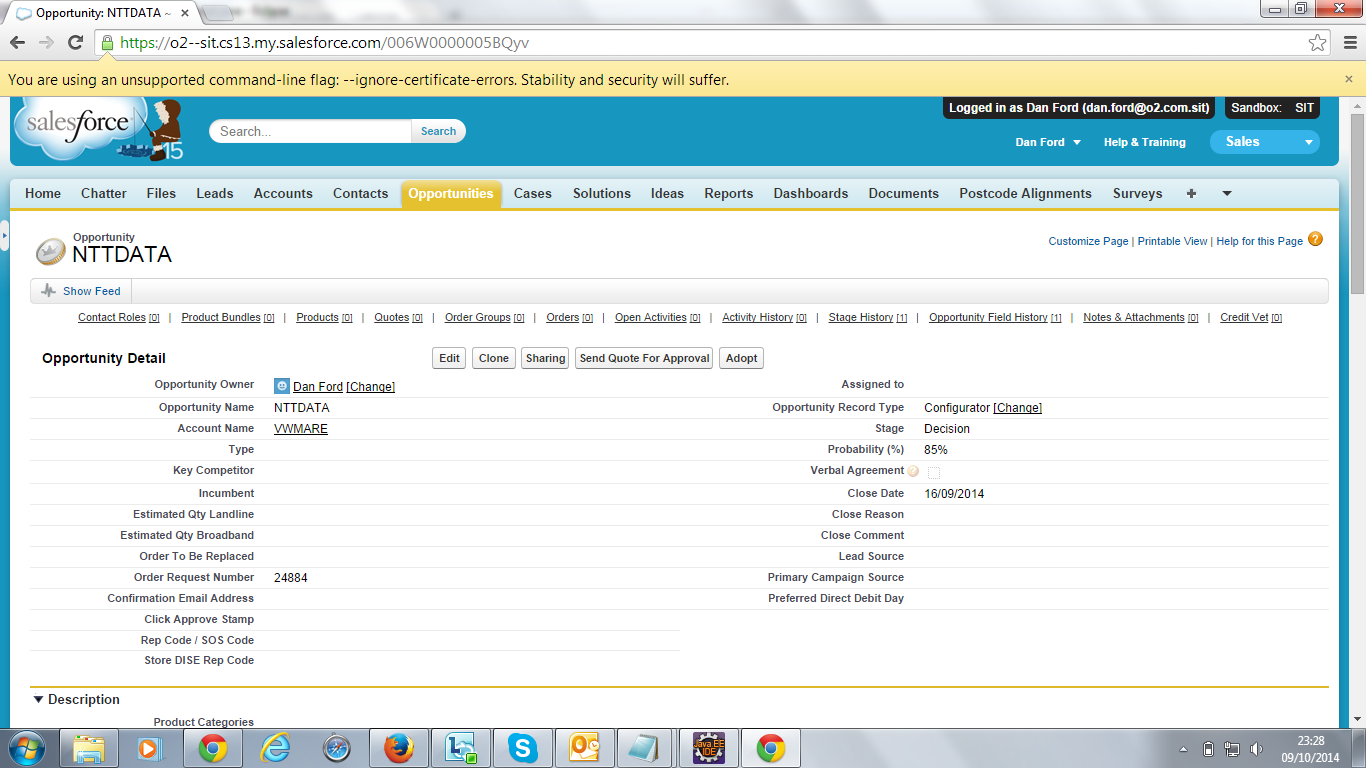 Opportunity: NTTDATA ~
https://o2--sit.cs13.my.salesforce.com/006W0000005BQyv
You are using an unsupported command-line flag: --ignore-certificate-errors. Stability and security will suffer.
salesforce
15
Search...
Search
Logged in as Dan Ford (dan.ford@o2.com.sit)
Sandbox: SIT
Dan Ford
Help & Training
Sales
Home Chatter Files Leads Accounts Contacts Opportunities Cases Solutions Ideas Reports Dashboards Documents Postcode Alignments Surveys +
Opportunity
NTTDATA
Customize Page | Printable View | Help for this Page ?
Show Feed
Contact Roles [0] | Product Bundles [0] | Products [0] | Quotes [0] | Order Groups [0] | Orders [0] | Open Activities [0] | Activity History [0] | Stage History [1] | Opportunity Field History [1] | Notes & Attachments [0] | Credit Vet [0]
Opportunity Detail
Edit Clone Sharing Send Quote For Approval Adopt
Opportunity Owner Dan Ford [Change] Assigned to
Opportunity Name NTTDATA Opportunity Record Type Configurator [Change]
Account Name VWMARE Stage Decision
Type Probability (%) 85%
Key Competitor Verbal Agreement ?
Incumbent Close Date 16/09/2014
Estimated Qty Landline Close Reason
Estimated Qty Broadband Close Comment
Order To Be Replaced Lead Source
Order Request Number 24884 Primary Campaign Source
Confirmation Email Address Preferred Direct Debit Day
Click Approve Stamp
Rep Code / SOS Code
Store DISE Rep Code
Description
Product Categories
Java EE
IDE
23:28
09/10/2014